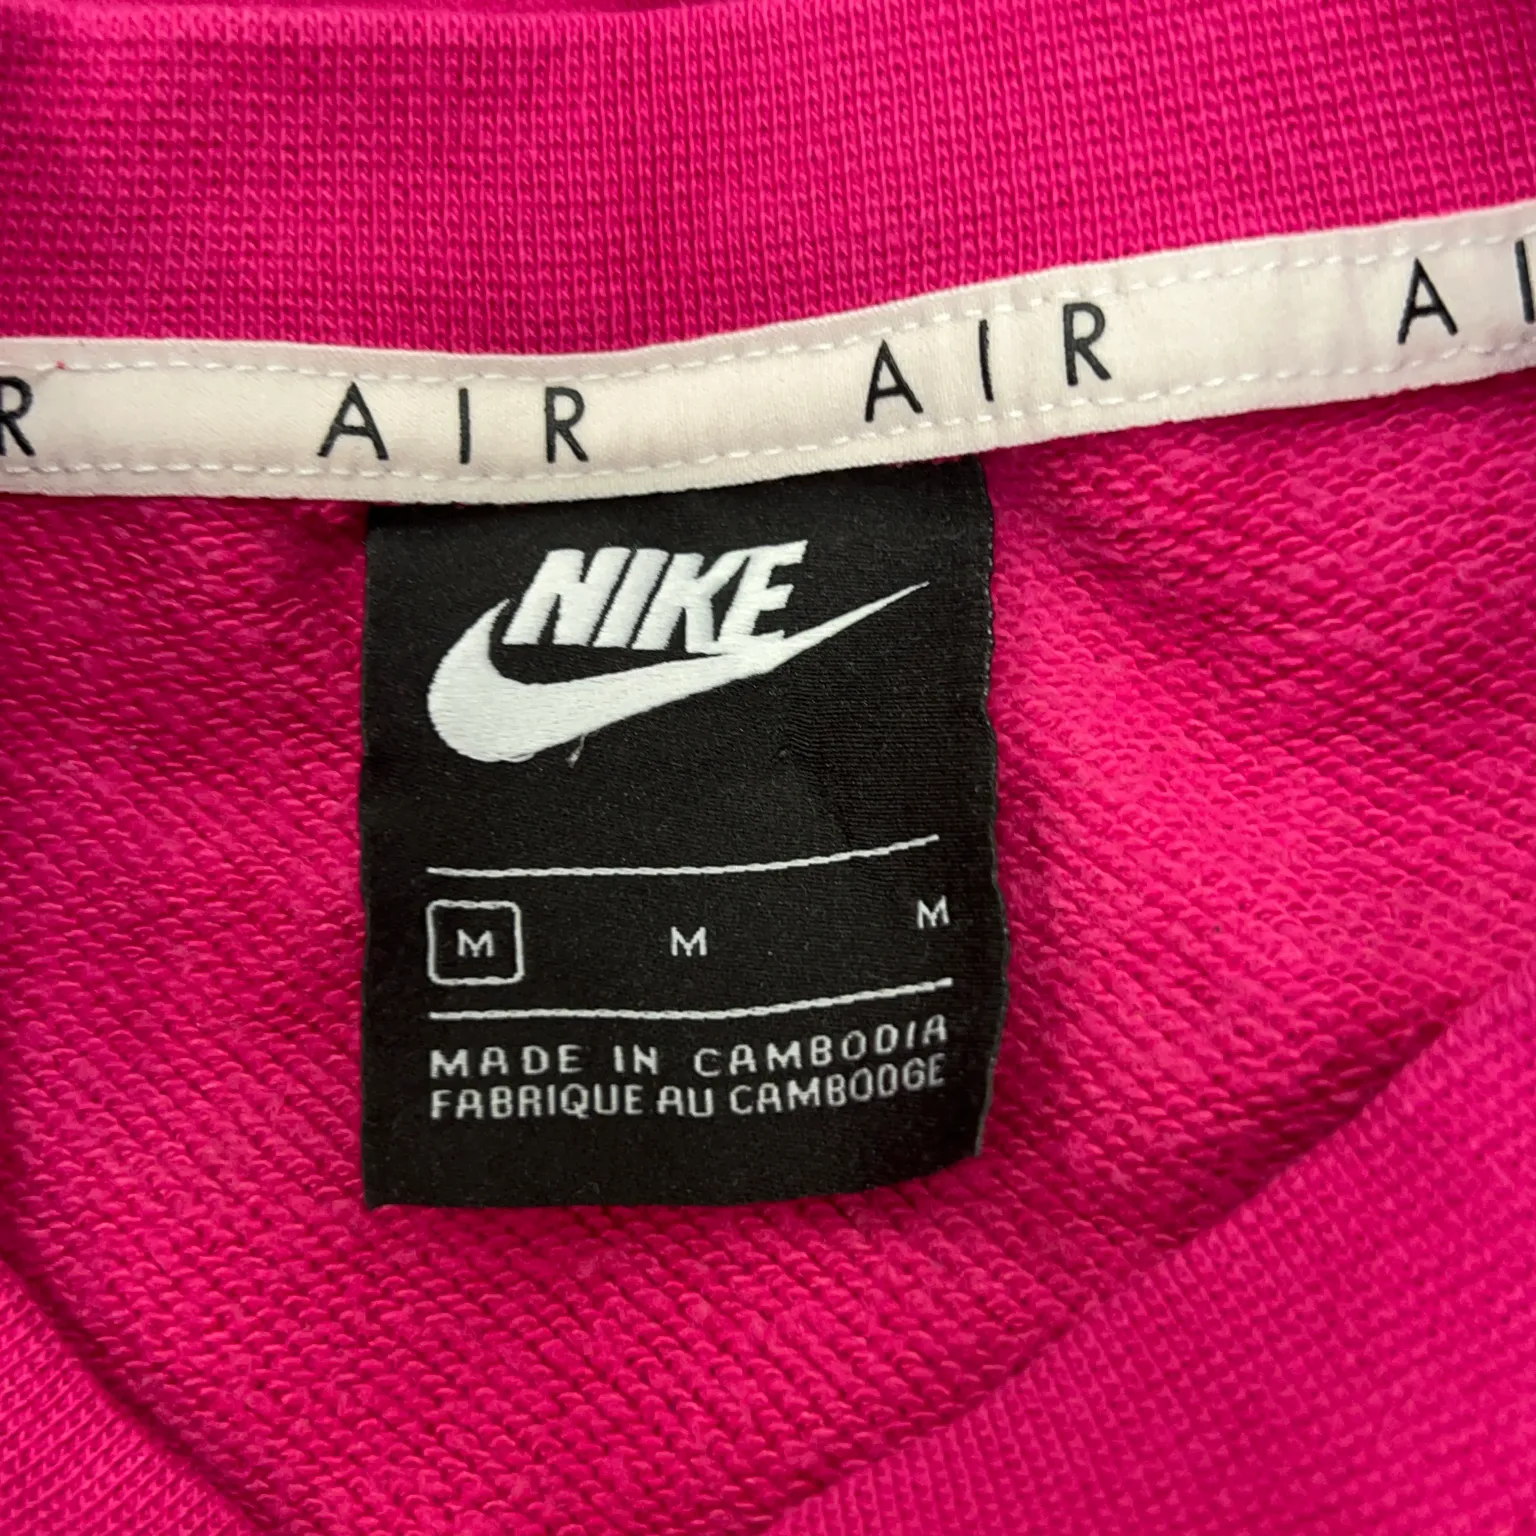 R AIR AIR AI
NIKE
M M M
MADE IN CAMBODIA
FABRIQUE AU CAMBODGE